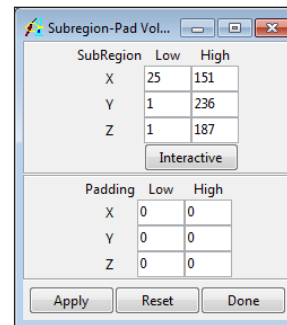 Subregion-Pad Vol...
SubRegion Low High
X 25 151
Y 1 236
Z 1 187
Interactive
Padding Low High
X 0 0
Y 0 0
Z 0 0
Apply Reset Done